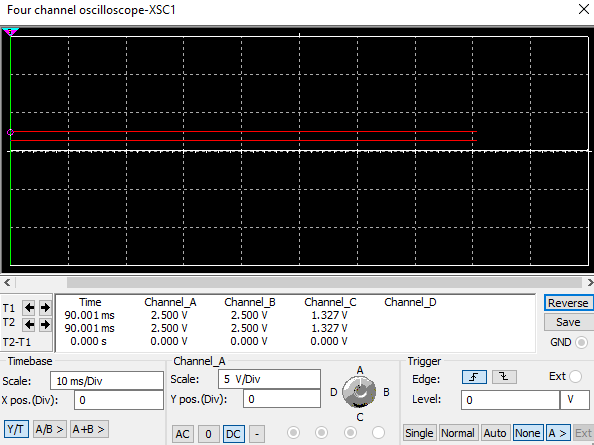 Four channel oscilloscope-XSC1
Time Channel_A Channel_B Channel_C Channel_D
T1 90.001 ms 2.500 V 2.500 V 1.327 V
T2 90.001 ms 2.500 V 2.500 V 1.327 V
T2-T1 0.000 s 0.000 V 0.000 V 0.000 V
Reverse
Save
GND
Timebase
Scale: 10 ms/Div
X pos.(Div): 0
Y/T A/B > A+B >
Channel_A
Scale: 5 V/Div
Y pos.(Div): 0
AC 0 DC -
A
D B
C
Trigger
Edge: Ext
Level: 0 V
Single Normal Auto None A > Ext